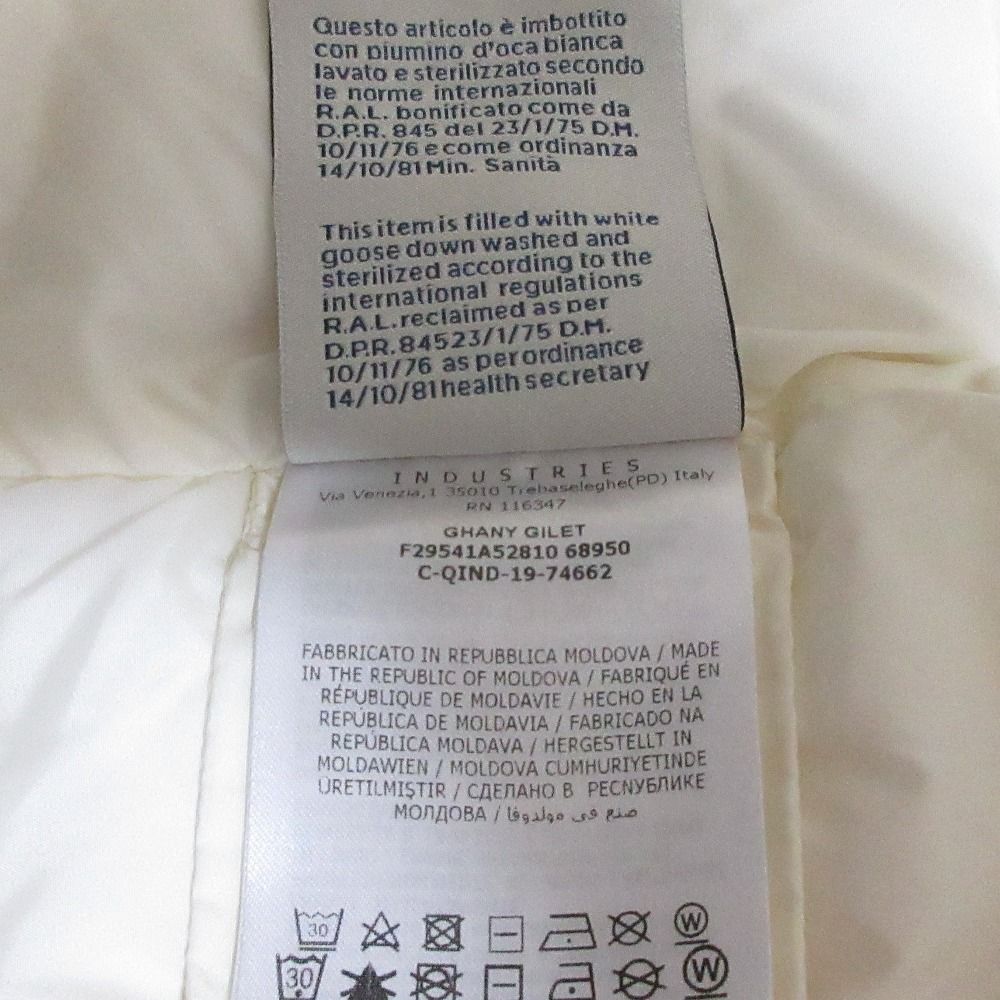 Questo articolo è imbottito
con piumino d'oca bianca
lavato e sterilizzato secondo
le norme internazionali
R.A.L. bonificato come da
D.P.R. 845 del 23/1/75 D.M.
10/11/76 e come ordinanza
14/10/81 Min. Sanità
This item is filled with white
goose down washed and
sterilized according to the
international regulations
R.A.L. reclaimed as per
D.P.R. 84523/1/75 D.M.
10/11/76 as per ordinance
14/10/81 health secretary
INDUSTRIES
Via Venezia,1 35010 Trebaseleghe(PD) Italy
RN 116347
GHANY GILET
F29541A52810 68950
C-QIND-19-74662
FABBRICATO IN REPUBBLICA MOLDOVA / MADE
IN THE REPUBLIC OF MOLDOVA / FABRIQUÉ EN
RÉPUBLIQUE DE MOLDAVIE / HECHO EN LA
REPÚBLICA DE MOLDAVIA / FABRICADO NA
REPÚBLICA MOLDAVA / HERGESTELLT IN
MOLDAWIEN / MOLDOVA CUMHURIYETINDE
ÜRETILMIŞTIR / СДЕЛАНО В РЕСПУБЛИКЕ
МОЛДОВА / صنع في مولدوفا
30 W
30 W